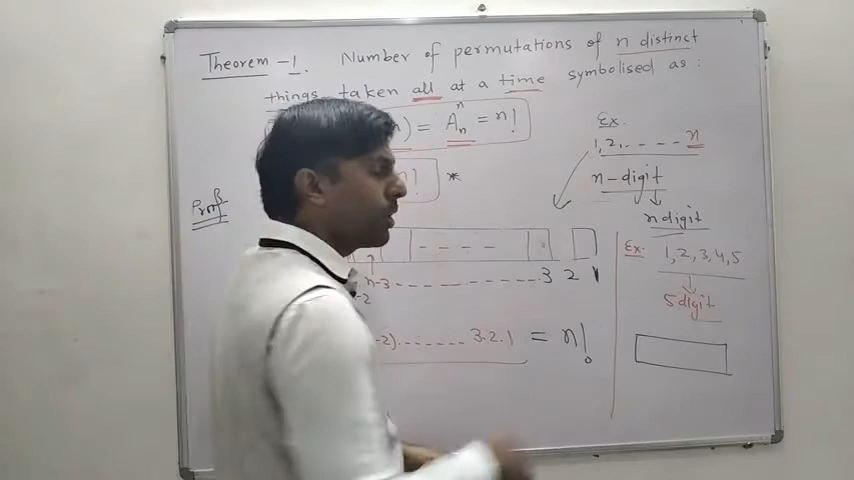 Theorem - 1. Number of permutations of n distinct
things taken all at a time symbolised as :
) = Aₙⁿ = n!
n! *
Proof
n-3 - - - - - - - - - - 3 2 1
-2
-2) . . . . . . . 3.2.1 = n!
Ex.
1, 2, - - - - - n
n-digit
n digit
Ex. 1, 2, 3, 4, 5
5 digit